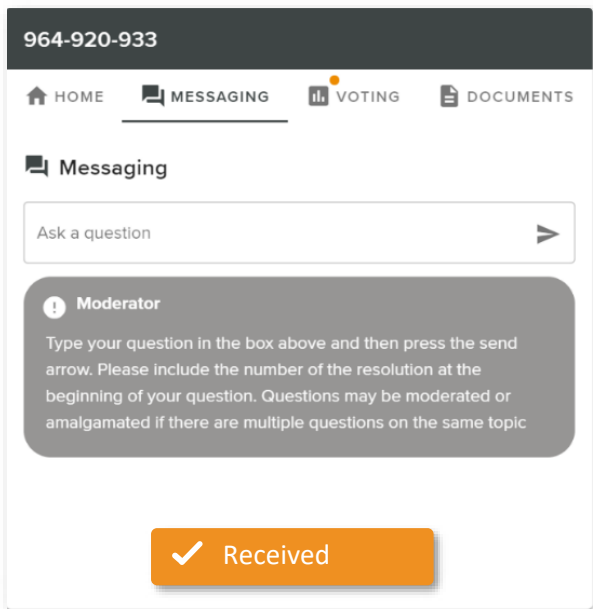 964-920-933
HOME MESSAGING VOTING DOCUMENTS
Messaging
Ask a question
Moderator
Type your question in the box above and then press the send
arrow. Please include the number of the resolution at the
beginning of your question. Questions may be moderated or
amalgamated if there are multiple questions on the same topic
Received